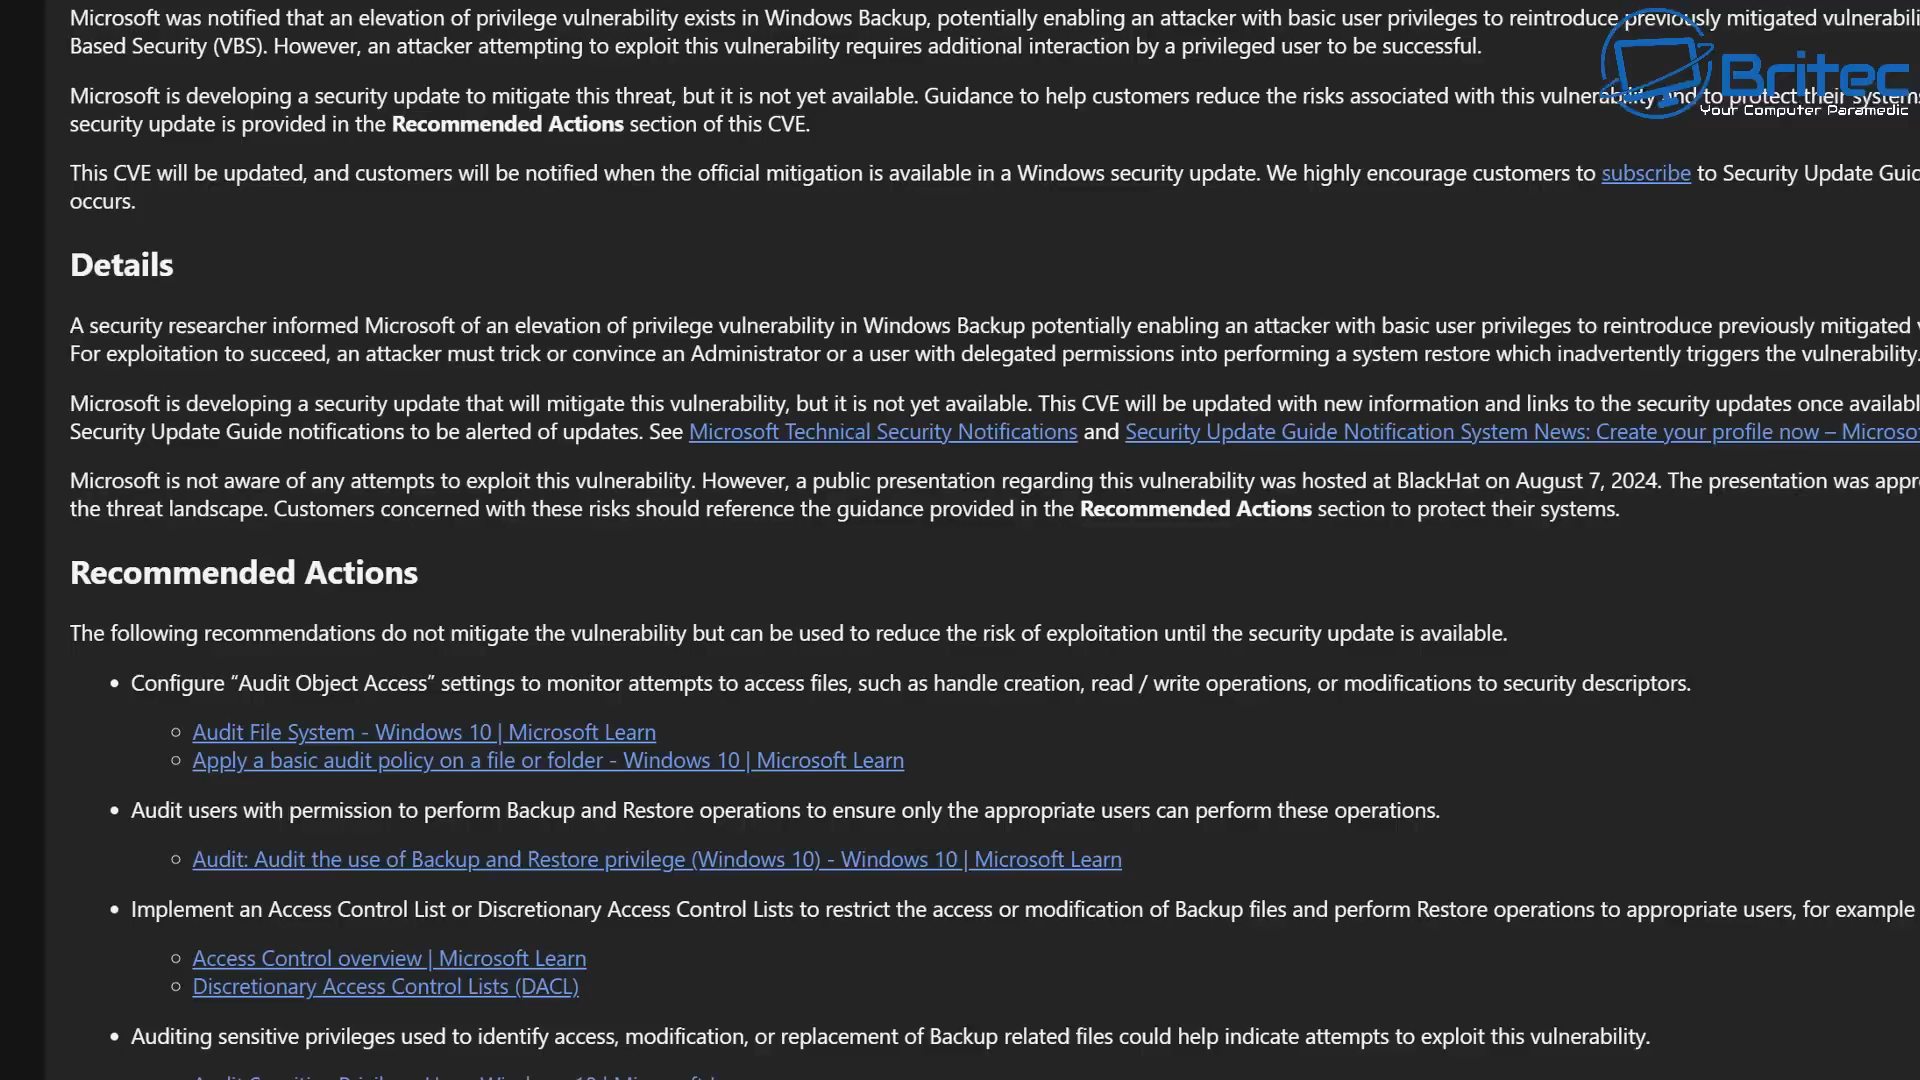 Microsoft was notified that an elevation of privilege vulnerability exists in Windows Backup, potentially enabling an attacker with basic user privileges to reintroduce previously mitigated
Based Security (VBS). However, an attacker attempting to exploit this vulnerability requires additional interaction by a privileged user to be successful.
Britec
Your Computer Paramedic
Microsoft is developing a security update to mitigate this threat, but it is not yet available. Guidance to help customers reduce the risks associated with this vulnerability and to protect their systems
security update is provided in the Recommended Actions section of this CVE.
This CVE will be updated, and customers will be notified when the official mitigation is available in a Windows security update. We highly encourage customers to subscribe to Security Update
occurs.
Details
A security researcher informed Microsoft of an elevation of privilege vulnerability in Windows Backup potentially enabling an attacker with basic user privileges to reintroduce previously mitigated
For exploitation to succeed, an attacker must trick or convince an Administrator or a user with delegated permissions into performing a system restore which inadvertently triggers the vulnerability.
Microsoft is developing a security update that will mitigate this vulnerability, but it is not yet available. This CVE will be updated with new information and links to the security updates once
Security Update Guide notifications to be alerted of updates. See Microsoft Technical Security Notifications and Security Update Guide Notification System News: Create your profile now –
Microsoft is not aware of any attempts to exploit this vulnerability. However, a public presentation regarding this vulnerability was hosted at BlackHat on August 7, 2024. The presentation was
the threat landscape. Customers concerned with these risks should reference the guidance provided in the Recommended Actions section to protect their systems.
Recommended Actions
The following recommendations do not mitigate the vulnerability but can be used to reduce the risk of exploitation until the security update is available.
• Configure “Audit Object Access” settings to monitor attempts to access files, such as handle creation, read / write operations, or modifications to security descriptors.
○ Audit File System - Windows 10 | Microsoft Learn
○ Apply a basic audit policy on a file or folder - Windows 10 | Microsoft Learn
• Audit users with permission to perform Backup and Restore operations to ensure only the appropriate users can perform these operations.
○ Audit: Audit the use of Backup and Restore privilege (Windows 10) - Windows 10 | Microsoft Learn
• Implement an Access Control List or Discretionary Access Control Lists to restrict the access or modification of Backup files and perform Restore operations to appropriate users, for example
○ Access Control overview | Microsoft Learn
○ Discretionary Access Control Lists (DACL)
• Auditing sensitive privileges used to identify access, modification, or replacement of Backup related files could help indicate attempts to exploit this vulnerability.